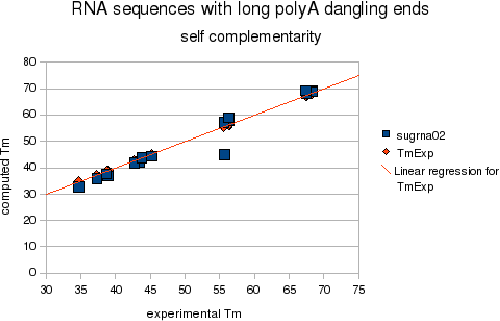 RNA sequences with long polyA dangling ends
self complementarity
computed Tm
80
70
60
50
40
30
20
10
0
30 35 40 45 50 55 60 65 70 75
experimental Tm
sugrna02
TmExp
Linear regression for
TmExp